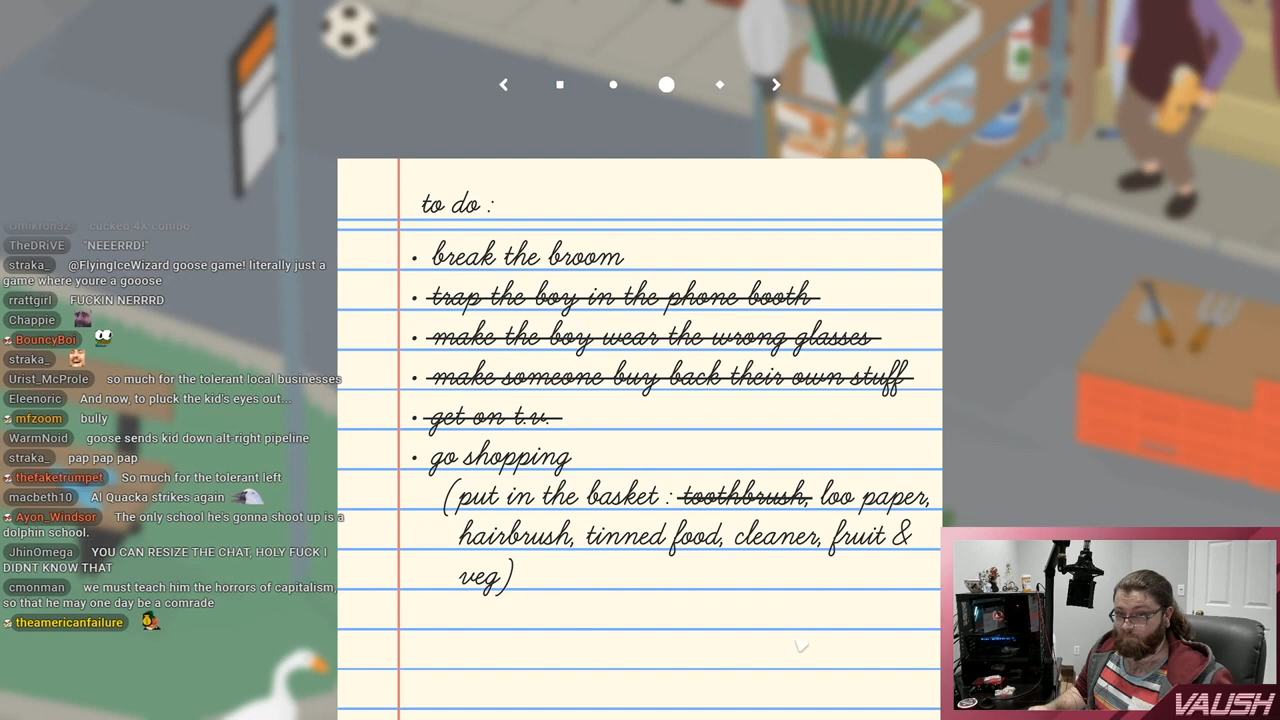 Omikron32 cucked 4X combo
TheDRiVE "NEEERRD!"
straka_ @FlyingIceWizard goose game! literally just a
game where youre a gooose
rrattgirl FUCKIN NERRRD
Chappie
BouncyBoi
straka_
Urist_McProle so much for the tolerant local businesses
Eleenoric And now, to pluck the kid's eyes out...
mfzoom bully
WarmNoid goose sends kid down alt-right pipeline
straka_ pap pap pap
thefaketrumpet So much for the tolerant left
macbeth10 Al Quacka strikes again
Ayon_Windsor The only school he's gonna shoot up is a
dolphin school.
JhinOmega YOU CAN RESIZE THE CHAT, HOLY FUCK I
DIDNT KNOW THAT
cmonman we must teach him the horrors of capitalism,
so that he may one day be a comrade
theamericanfailure
to do :
• break the broom
• trap the boy in the phone booth
• make the boy wear the wrong glasses
• make someone buy back their own stuff
• get on t.v.
• go shopping
(put in the basket : toothbrush, loo paper,
hairbrush, tinned food, cleaner, fruit &
veg)
VAUSH